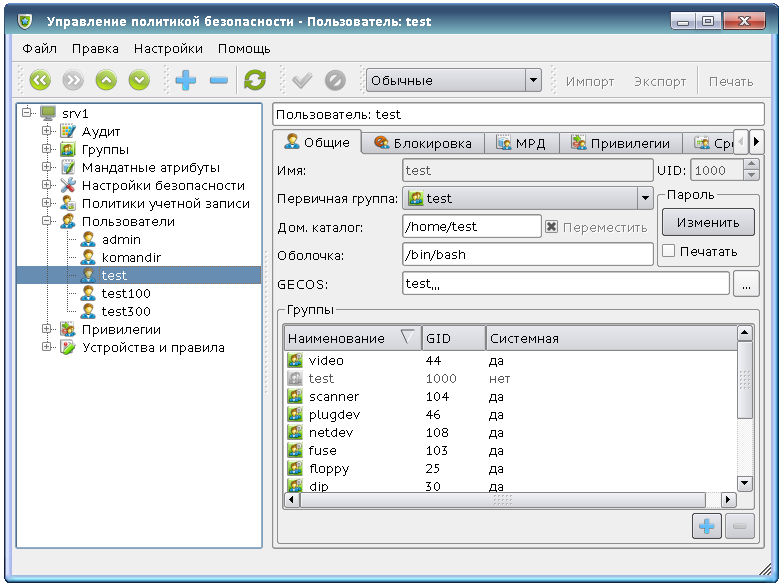 Управление политикой безопасности - Пользователь: test
Файл Правка Настройки Помощь
Обычные Импорт Экспорт Печать
srv1
Аудит
Группы
Мандатные атрибуты
Настройки безопасности
Политики учетной записи
Пользователи
admin
komandir
test
test100
test300
Привилегии
Устройства и правила
Пользователь: test
Общие Блокировка МРД Привилегии Сро
Имя: test UID: 1000
Первичная группа: test
Пароль
Изменить
Печатать
Дом. каталог: /home/test Переместить
Оболочка: /bin/bash
GECOS: test,,, ...
Группы
Наименование GID Системная
video 44 да
test 1000 нет
scanner 104 да
plugdev 46 да
netdev 108 да
fuse 103 да
floppy 25 да
dip 30 да